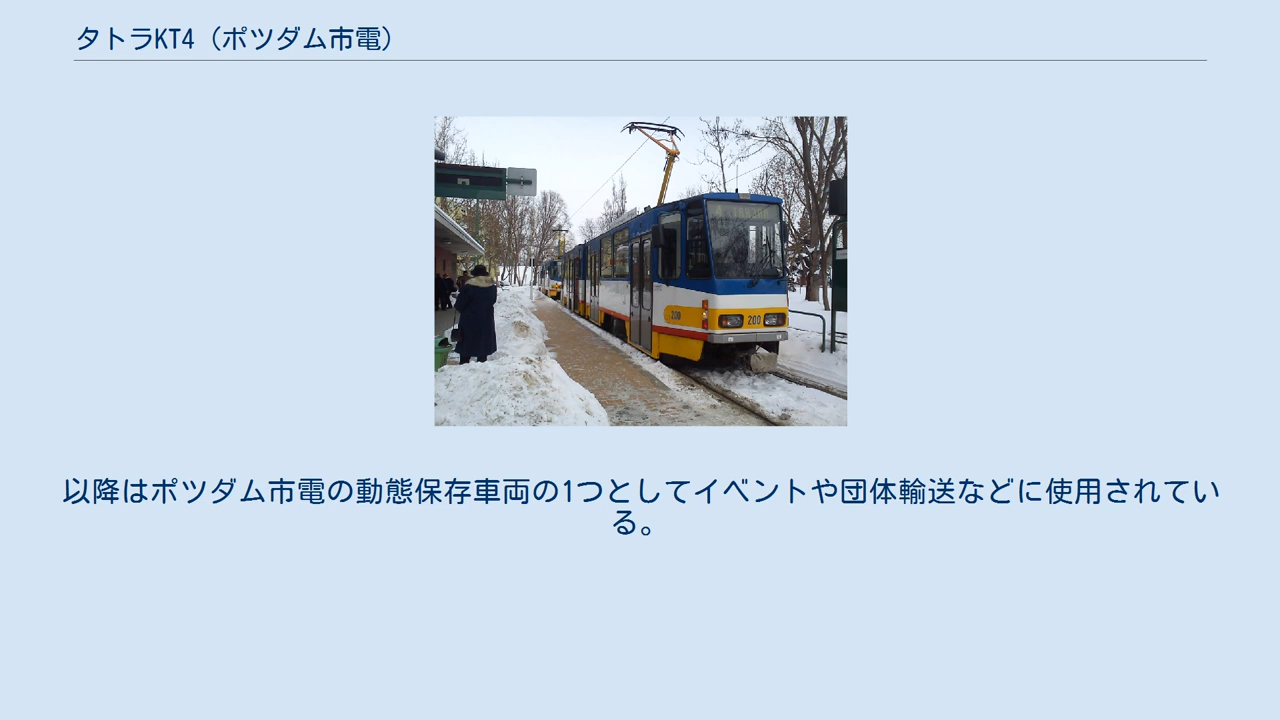 タトラKT4（ポツダム市電）
200
200
以降はポツダム市電の動態保存車両の1つとしてイベントや団体輸送などに使用されてい
る。